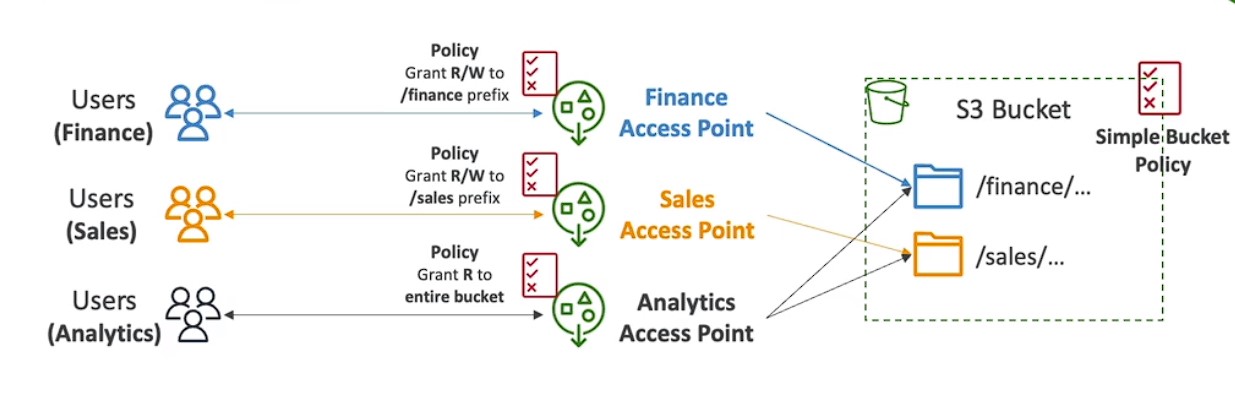 Policy
Grant R/W to
/finance prefix
Users
(Finance)
Finance
Access Point
S3 Bucket
Simple Bucket
Policy
Policy
Grant R/W to
/sales prefix
Users
(Sales)
Sales
Access Point
/finance/...
/sales/...
Policy
Grant R to
entire bucket
Users
(Analytics)
Analytics
Access Point